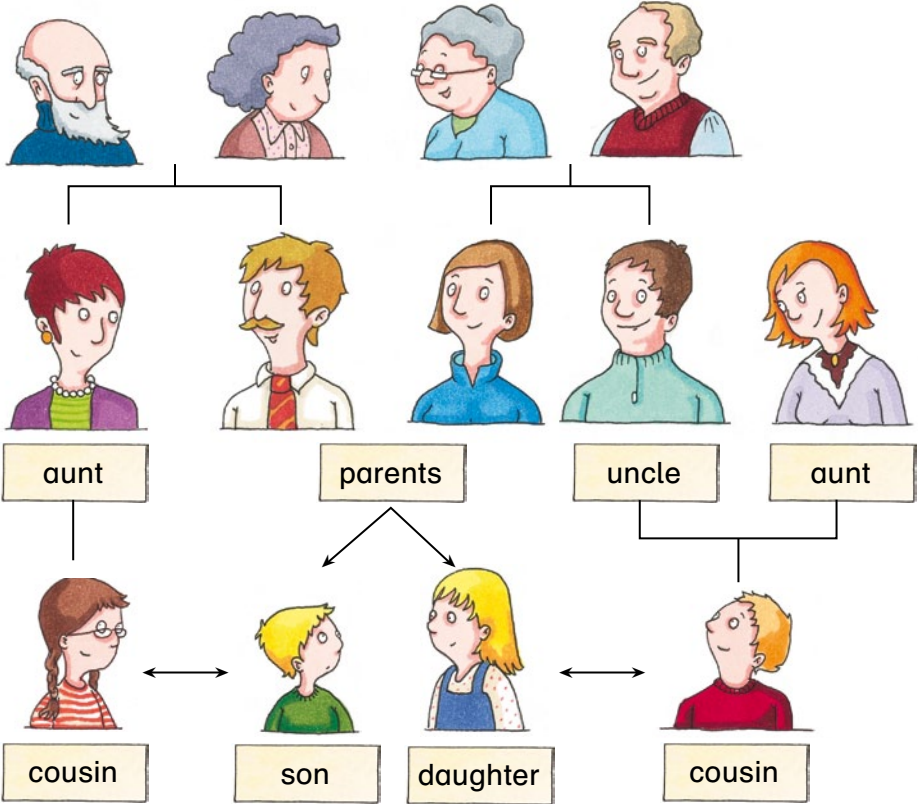 aunt
parents
uncle
aunt
cousin
son
daughter
cousin